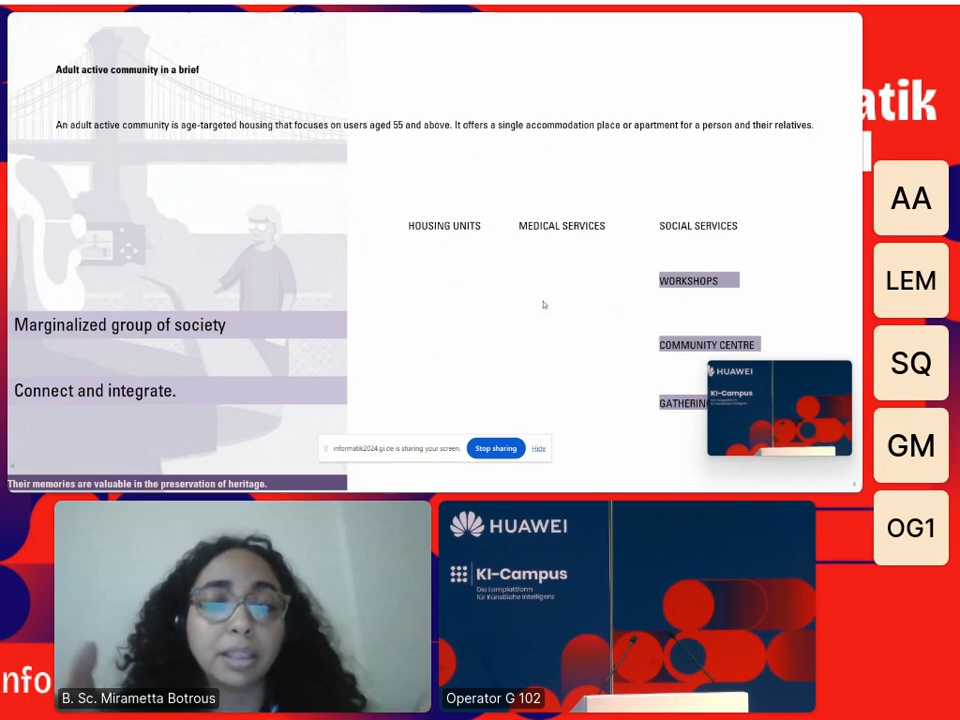 Adult active community in a brief
An adult active community is age-targeted housing that focuses on users aged 55 and above. It offers a single accommodation place or apartment for a person and their relatives.
HOUSING UNITS
MEDICAL SERVICES
SOCIAL SERVICES
WORKSHOPS
COMMUNITY CENTRE
Marginalized group of society
Connect and integrate.
Their memories are valuable in the preservation of heritage.
informatik2024.gi.de is sharing your screen.
Stop sharing
Hide
HUAWEI
KI-Campus
4
atik
AA
LEM
SQ
GM
OG1
nfo
B. Sc. Mirametta Botrous
HUAWEI
KI-Campus
Die Lernplattform
für Künstliche Intelligenz
Operator G 102